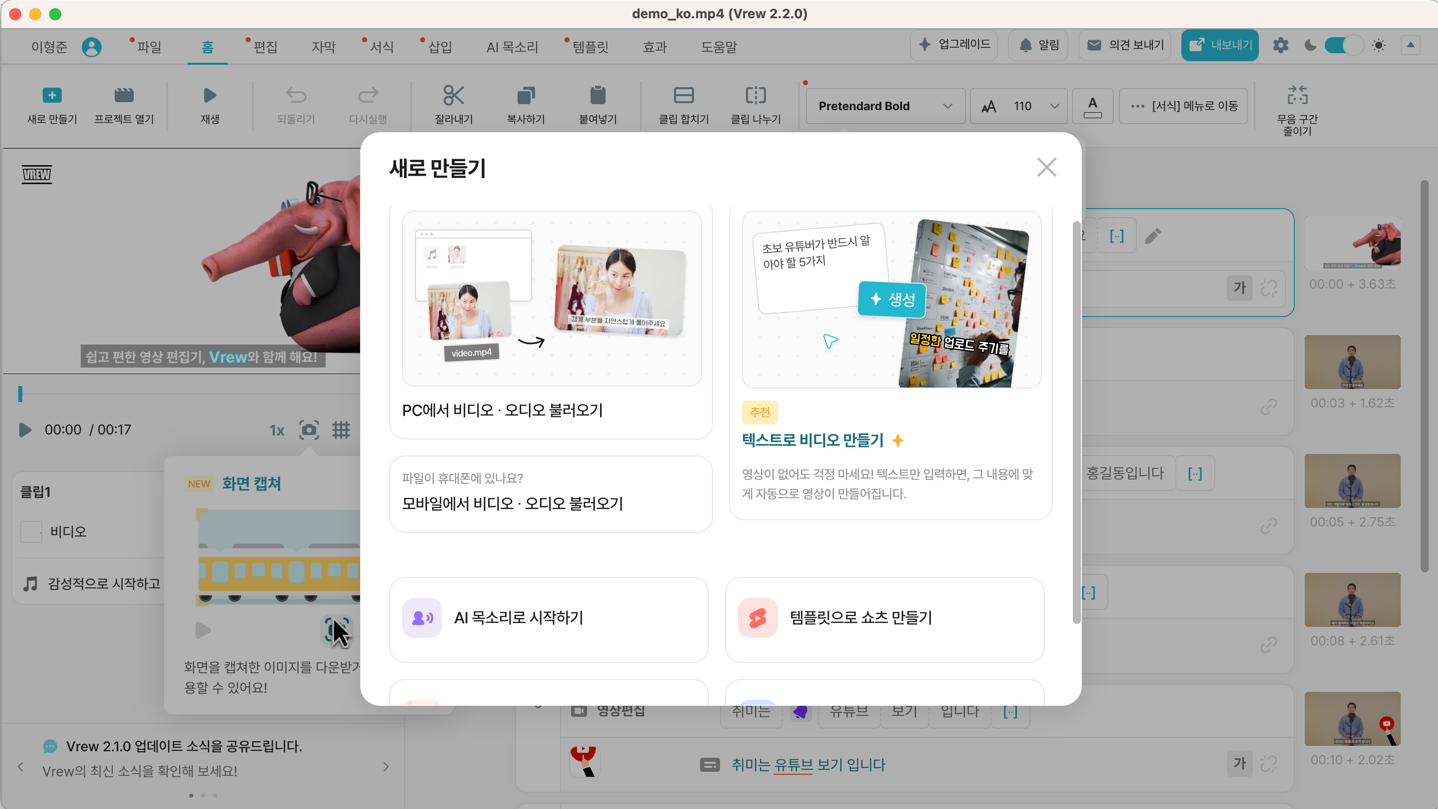 demo_ko.mp4 (Vrew 2.2.0)
이형준 파일 홈 편집 자막 서식 삽입 AI 목소리 템플릿 효과 도움말 업그레이드 알림 의견 보내기 내보내기
새로 만들기 프로젝트 열기 재생 되돌리기 다시실행 잘라내기 복사하기 붙여넣기 클립 합치기 클립 나누기
Pretendard Bold 110 A ··· [서식] 메뉴로 이동
무음 구간
줄이기
VREW
쉽고 편한 영상 편집기, Vrew와 함께 해요!
00:00 / 00:17 1x
클립1
비디오
감성적으로 시작하고
NEW 화면 캡쳐
화면을 캡쳐한 이미지를 다운받거
용할 수 있어요!
Vrew 2.1.0 업데이트 소식을 공유드립니다.
Vrew의 최신 소식을 확인해 보세요!
새로 만들기
video.mp4
PC에서 비디오 · 오디오 불러오기
파일이 휴대폰에 있나요?
모바일에서 비디오 · 오디오 불러오기
초보 유튜버가 반드시 알
아야 할 5가지
생성
일정한 업로드 주기를
추천
텍스트로 비디오 만들기
영상이 없어도 걱정 마세요! 텍스트만 입력하면, 그 내용에 맞
게 자동으로 영상이 만들어집니다.
AI 목소리로 시작하기
템플릿으로 쇼츠 만들기
[··]
가
00:00 + 3.63초
00:03 + 1.62초
홍길동입니다 [··]
00:05 + 2.75초
[··]
00:08 + 2.61초
영상편집 취미는 유튜브 보기 입니다 [··]
취미는 유튜브 보기 입니다 가
00:10 + 2.02초